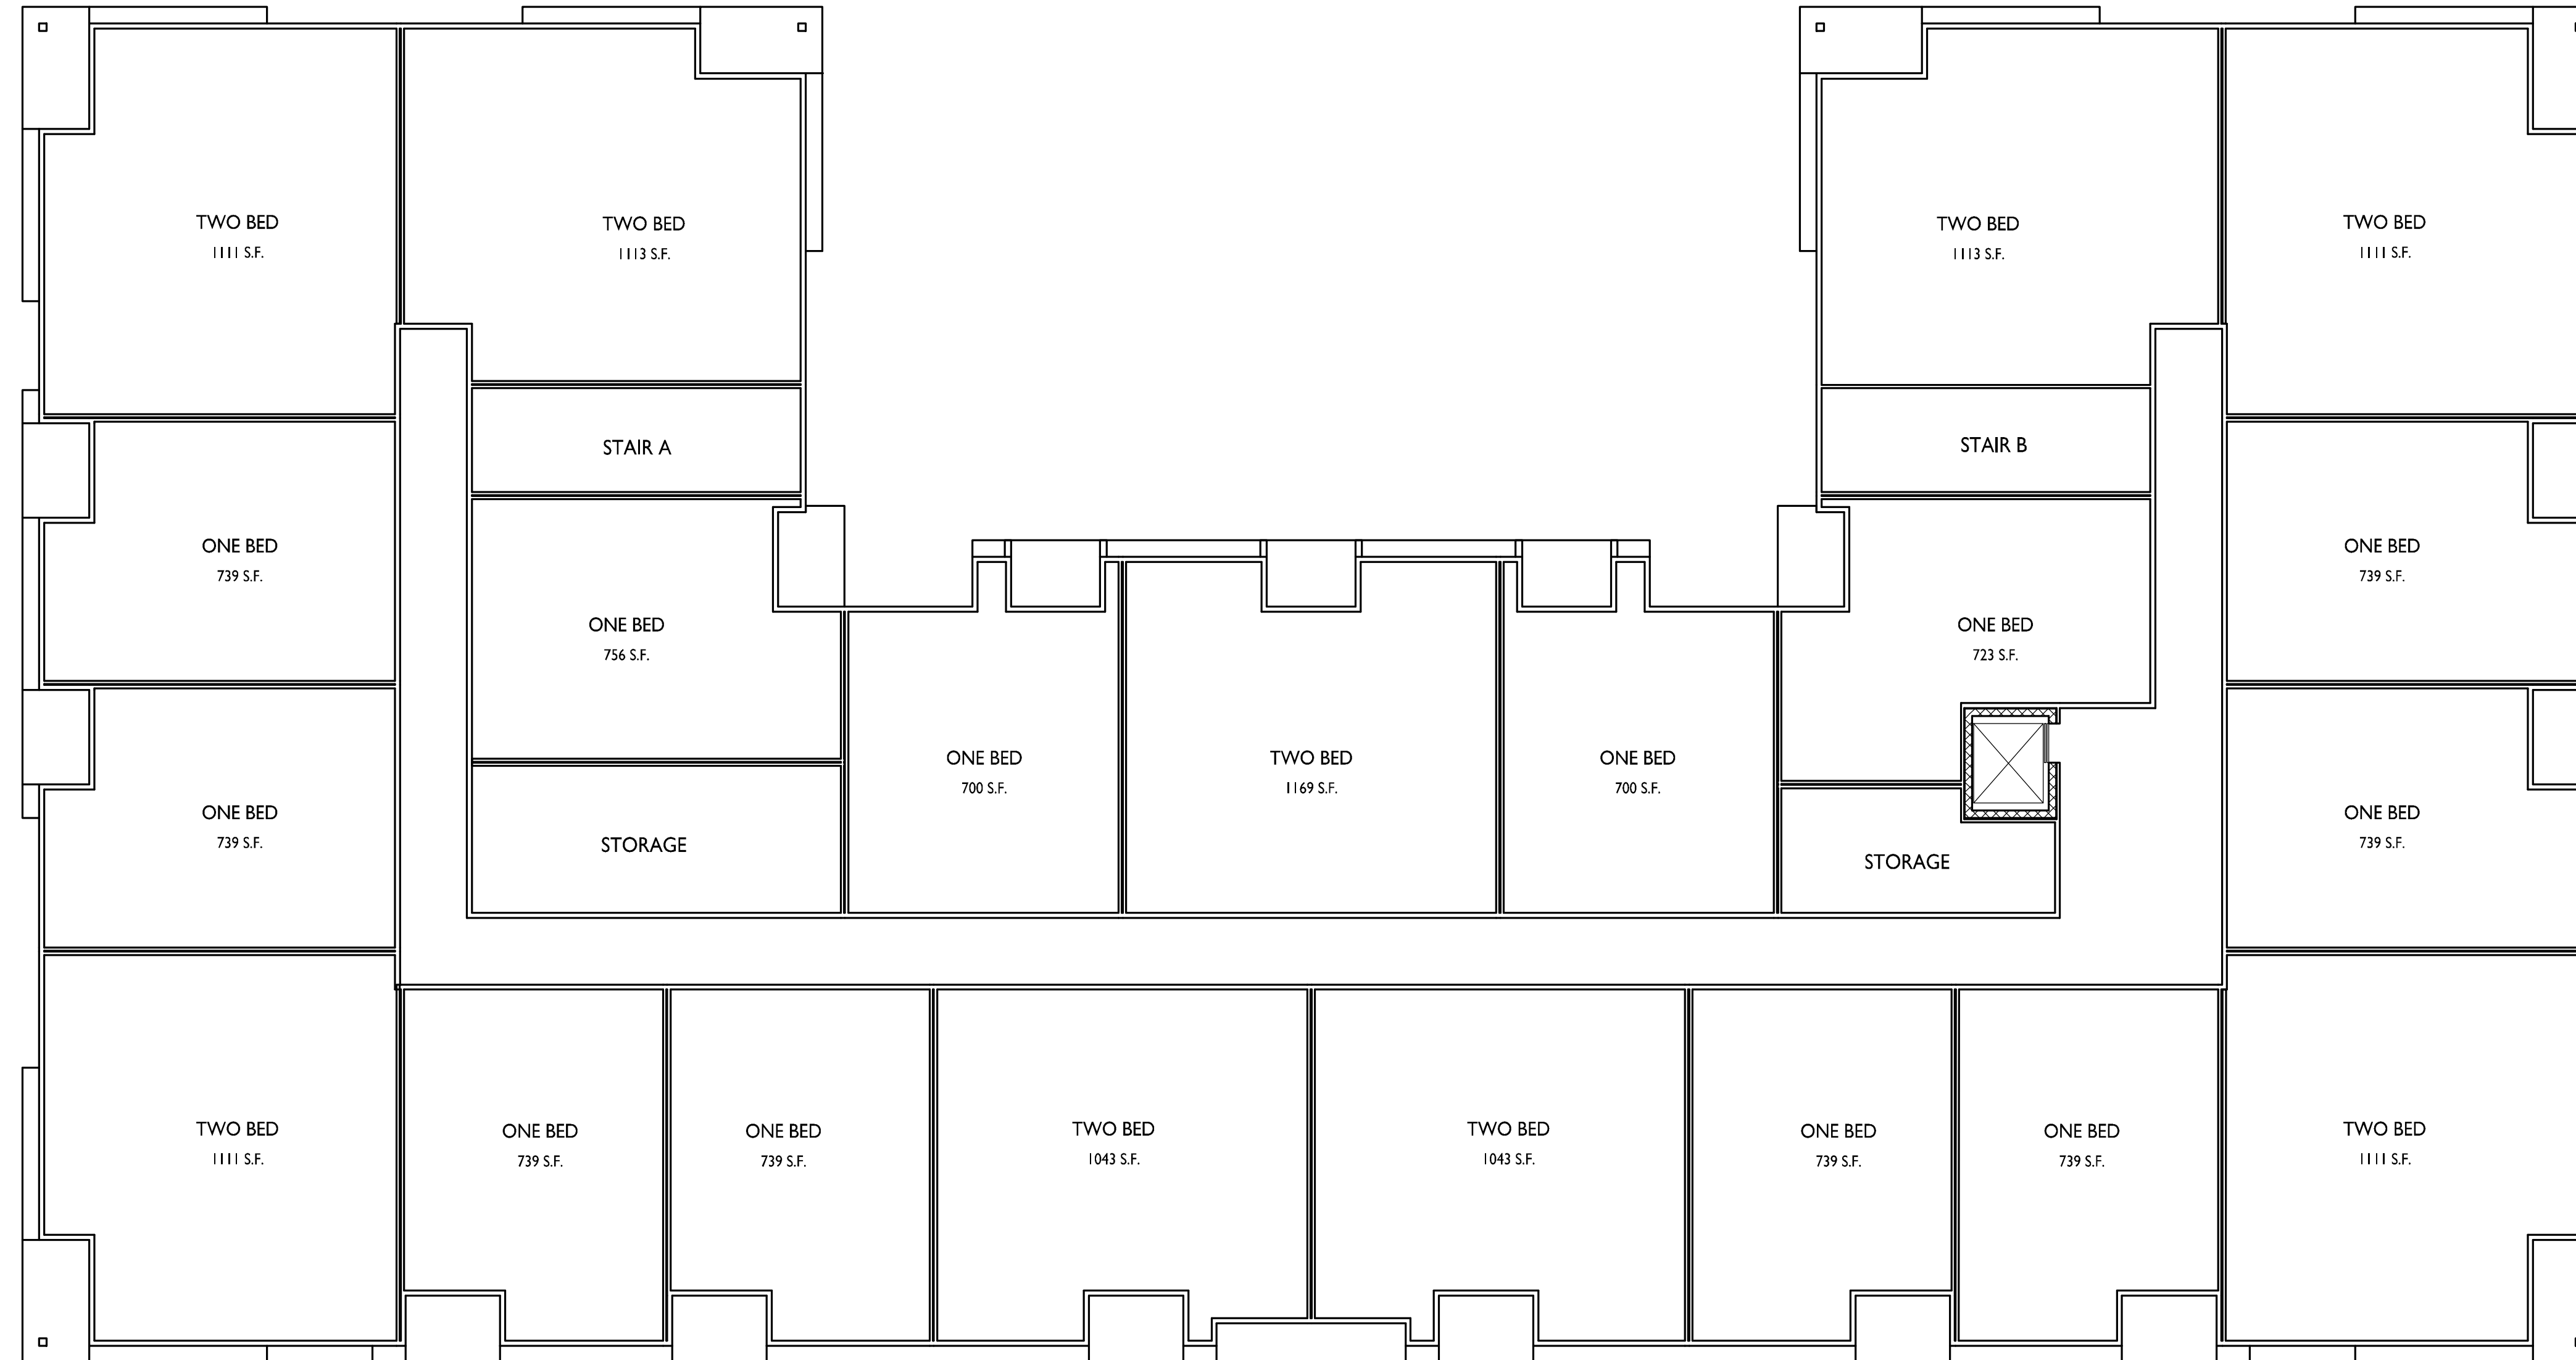 TWO BED
1111 S.F.
TWO BED
1113 S.F.
TWO BED
1113 S.F.
TWO BED
1111 S.F.
STAIR A
STAIR B
ONE BED
739 S.F.
ONE BED
756 S.F.
ONE BED
723 S.F.
ONE BED
739 S.F.
ONE BED
739 S.F.
ONE BED
700 S.F.
TWO BED
1169 S.F.
ONE BED
700 S.F.
ONE BED
739 S.F.
STORAGE
STORAGE
TWO BED
1111 S.F.
ONE BED
739 S.F.
ONE BED
739 S.F.
TWO BED
1043 S.F.
TWO BED
1043 S.F.
ONE BED
739 S.F.
ONE BED
739 S.F.
TWO BED
1111 S.F.